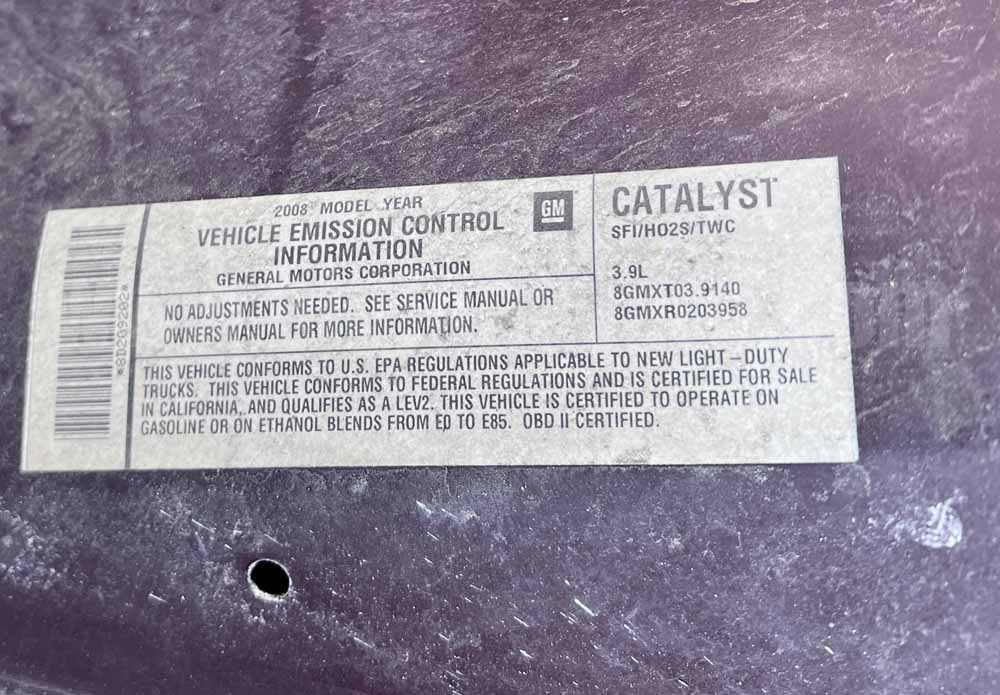 *8D209202*
2008 MODEL YEAR
VEHICLE EMISSION CONTROL
INFORMATION
GENERAL MOTORS CORPORATION
GM
NO ADJUSTMENTS NEEDED. SEE SERVICE MANUAL OR
OWNERS MANUAL FOR MORE INFORMATION.
CATALYST
SFI/HO2S/TWC
3.9L
8GMXT03.9140
8GMXR0203958
THIS VEHICLE CONFORMS TO U.S. EPA REGULATIONS APPLICABLE TO NEW LIGHT-DUTY
TRUCKS. THIS VEHICLE CONFORMS TO FEDERAL REGULATIONS AND IS CERTIFIED FOR SALE
IN CALIFORNIA, AND QUALIFIES AS A LEV2. THIS VEHICLE IS CERTIFIED TO OPERATE ON
GASOLINE OR ON ETHANOL BLENDS FROM E0 TO E85. OBD II CERTIFIED.